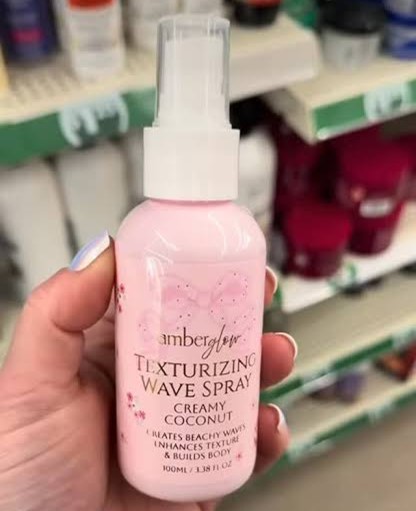 amberglow
TEXTURIZING
WAVE SPRAY
CREAMY
COCONUT
CREATES BEACHY WAVES
ENHANCES TEXTURE
& BUILDS BODY
100ML / 3.38 FL OZ